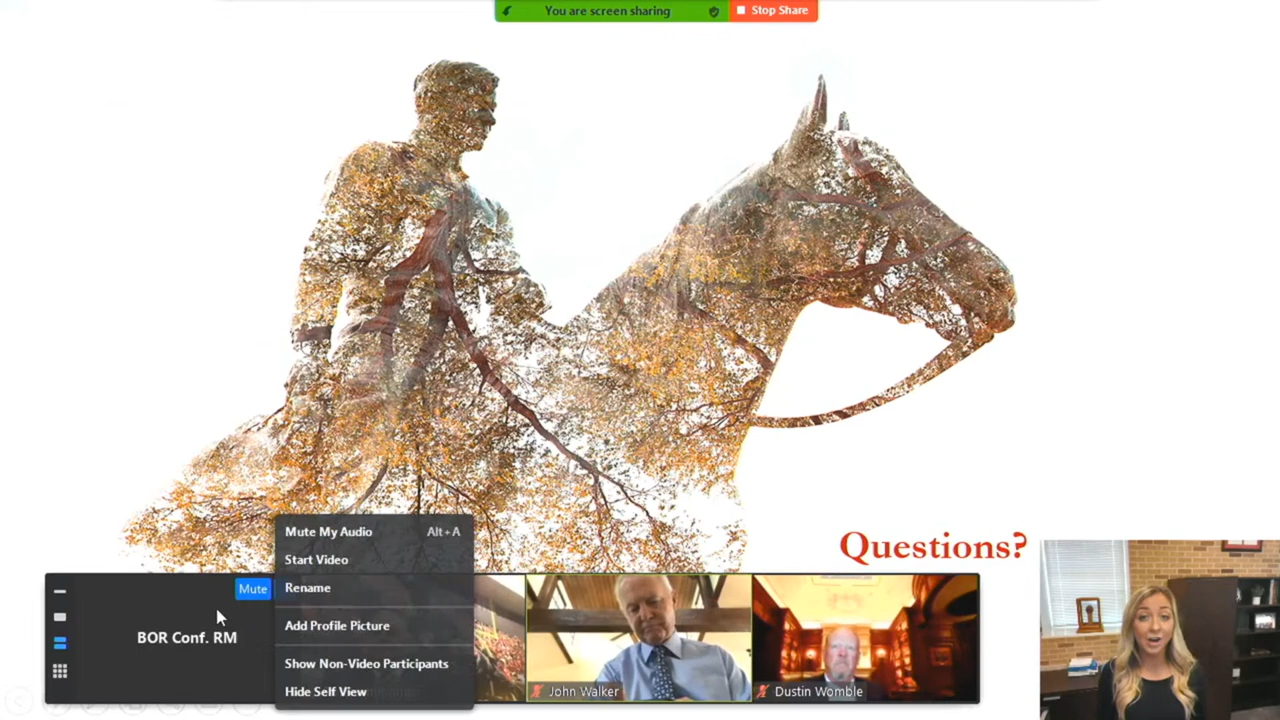 You are screen sharing
Stop Share
Questions?
Mute My Audio Alt+A
Start Video
Mute
Rename
BOR Conf. RM
Add Profile Picture
Show Non-Video Participants
Hide Self View
John Walker
Dustin Womble